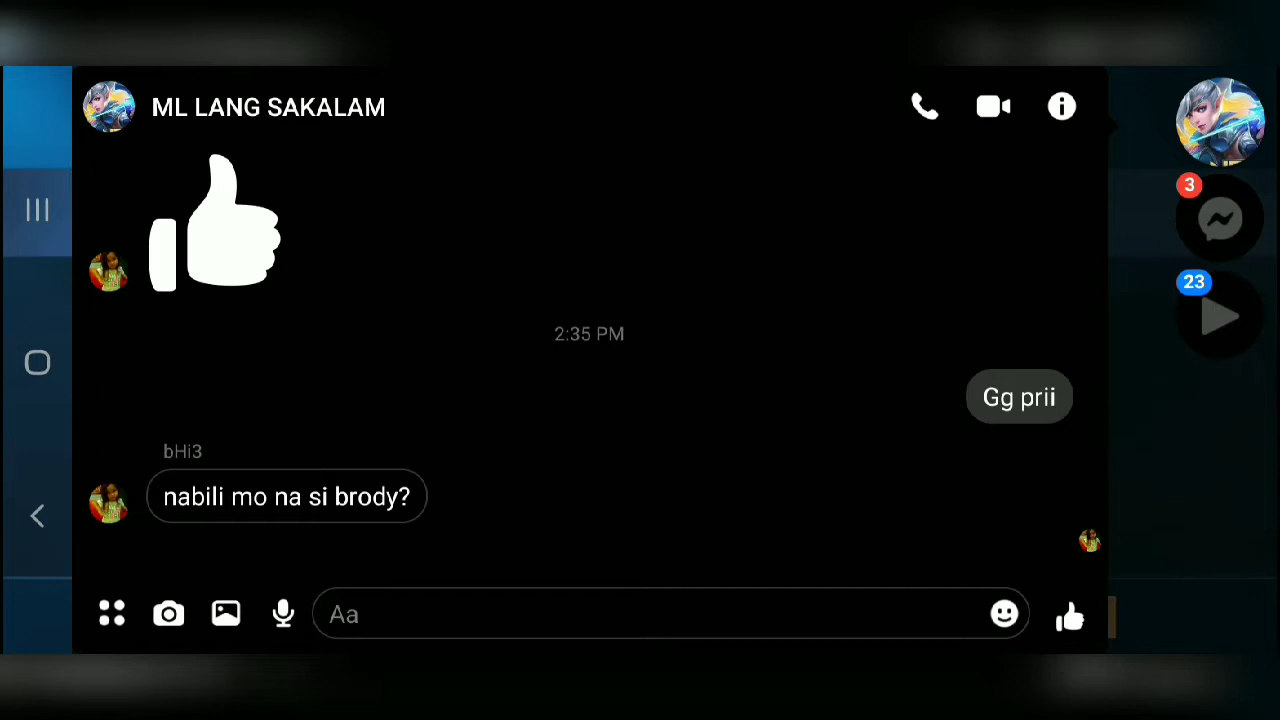 ML LANG SAKALAM
3
23
2:35 PM
Gg prii
bHi3
nabili mo na si brody?
Aa